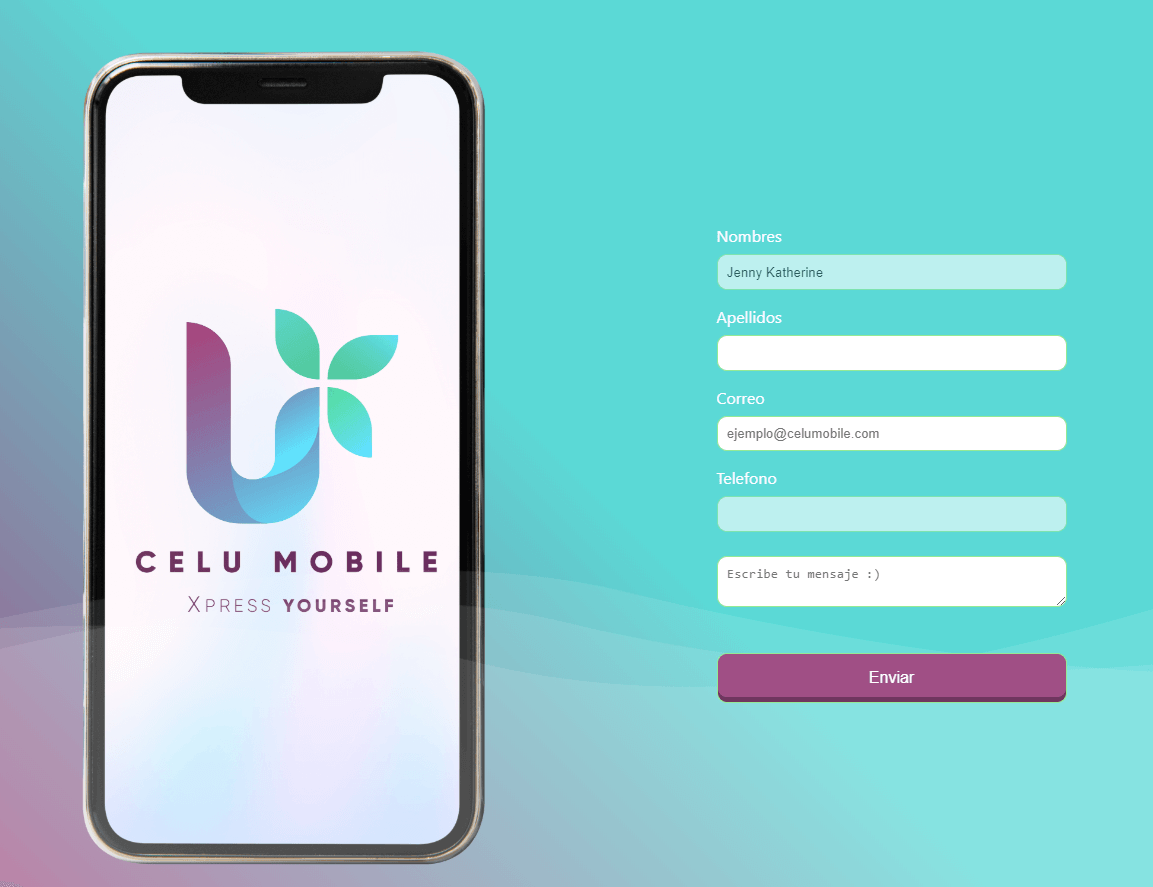 CELU MOBILE
XPRESS YOURSELF
Nombres
Jenny Katherine
Apellidos
Correo
ejemplo@celumobile.com
Telefono
Escribe tu mensaje :)
Enviar